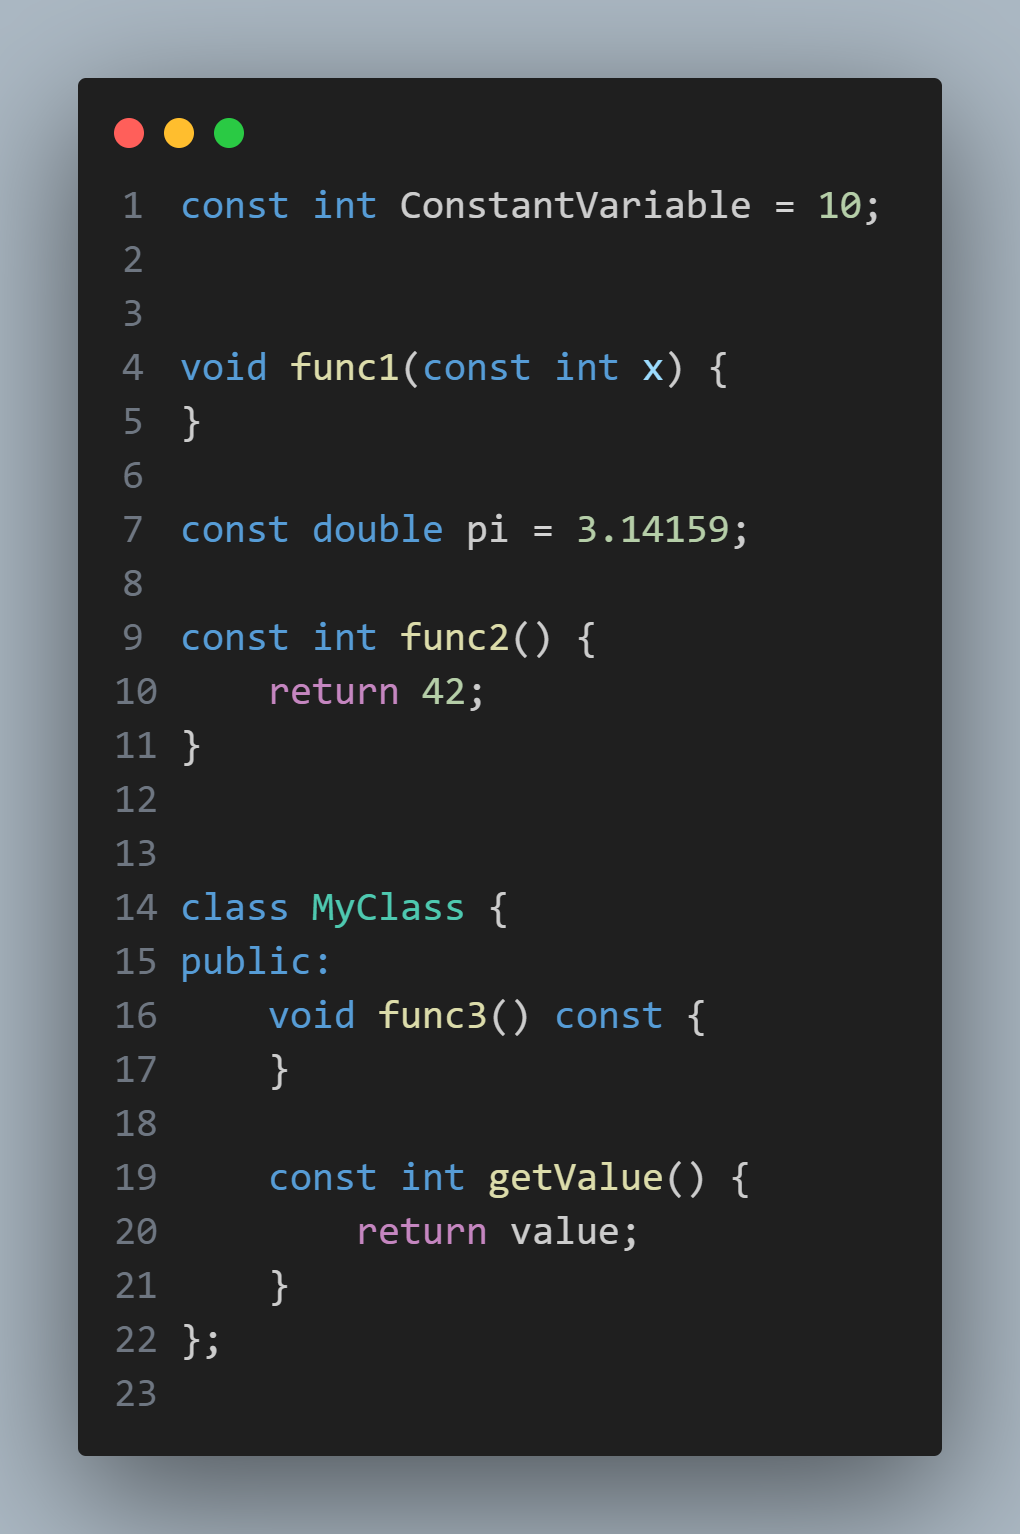 1 const int ConstantVariable = 10;
2
3
4 void func1(const int x) {
5 }
6
7 const double pi = 3.14159;
8
9 const int func2() {
10     return 42;
11 }
12
13
14 class MyClass {
15 public:
16     void func3() const {
17     }
18
19     const int getValue() {
20         return value;
21     }
22 };
23